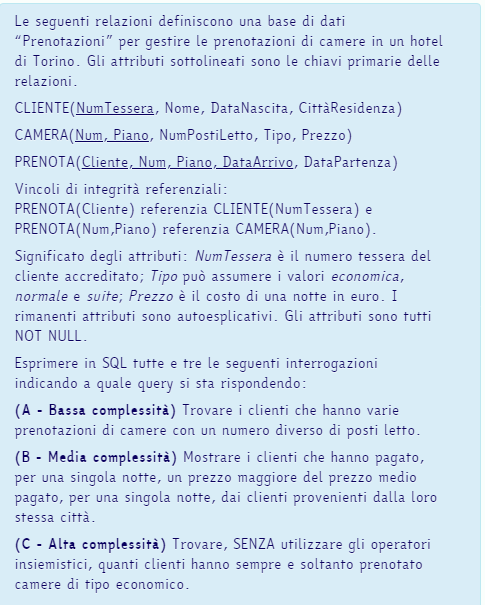 Le seguenti relazioni definiscono una base di dati
“Prenotazioni” per gestire le prenotazioni di camere in un hotel
di Torino. Gli attributi sottolineati sono le chiavi primarie delle
relazioni.
CLIENTE(NumTessera, Nome, DataNascita, CittàResidenza)
CAMERA(Num, Piano, NumPostiLetto, Tipo, Prezzo)
PRENOTA(Cliente, Num, Piano, DataArrivo, DataPartenza)
Vincoli di integrità referenziali:
PRENOTA(Cliente) referenzia CLIENTE(NumTessera) e
PRENOTA(Num,Piano) referenzia CAMERA(Num,Piano).
Significato degli attributi: NumTessera è il numero tessera del
cliente accreditato; Tipo può assumere i valori economica,
normale e suite; Prezzo è il costo di una notte in euro. I
rimanenti attributi sono autoesplicativi. Gli attributi sono tutti
NOT NULL.
Esprimere in SQL tutte e tre le seguenti interrogazioni
indicando a quale query si sta rispondendo:
(A - Bassa complessità) Trovare i clienti che hanno varie
prenotazioni di camere con un numero diverso di posti letto.
(B - Media complessità) Mostrare i clienti che hanno pagato,
per una singola notte, un prezzo maggiore del prezzo medio
pagato, per una singola notte, dai clienti provenienti dalla loro
stessa città.
(C - Alta complessità) Trovare, SENZA utilizzare gli operatori
insiemistici, quanti clienti hanno sempre e soltanto prenotato
camere di tipo economico.